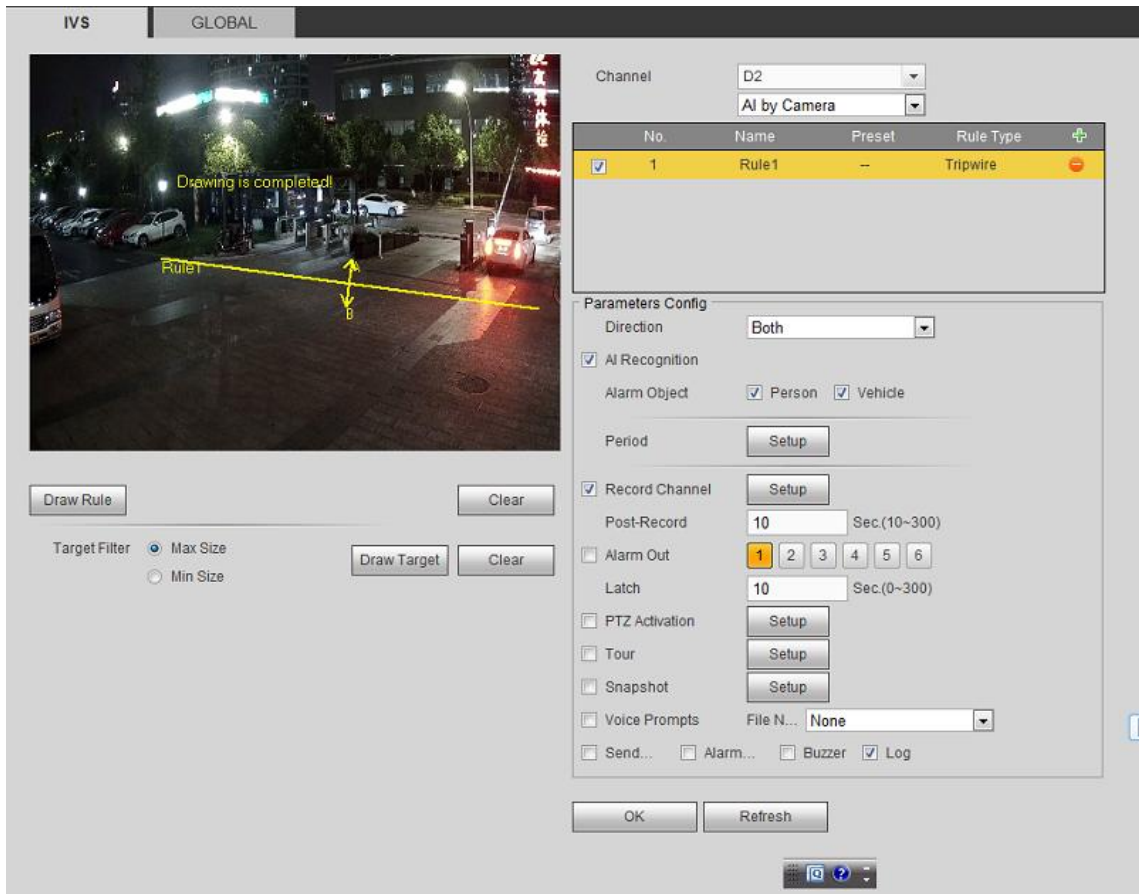 IVS GLOBAL
Drawing is completed!
Rule1
A
B
Draw Rule Clear
Target Filter Max Size
Min Size
Draw Target Clear
Channel D2
AI by Camera
No. Name Preset Rule Type
1 Rule1 -- Tripwire
Parameters Config
Direction Both
AI Recognition
Alarm Object Person Vehicle
Period Setup
Record Channel Setup
Post-Record 10 Sec.(10~300)
Alarm Out 1 2 3 4 5 6
Latch 10 Sec.(0~300)
PTZ Activation Setup
Tour Setup
Snapshot Setup
Voice Prompts File N... None
Send... Alarm... Buzzer Log
OK Refresh